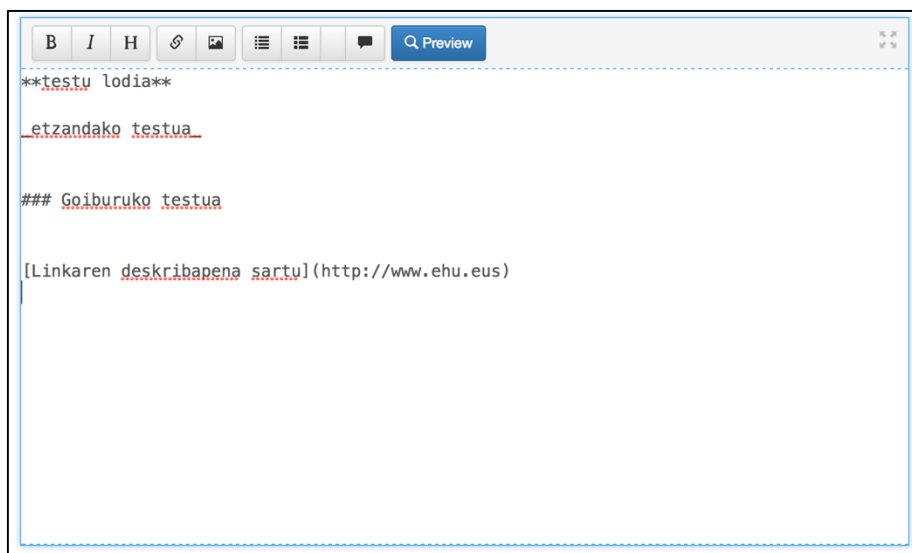 B I H Preview
**testu lodia**
_etzandako testua_
### Goiburuko testua
[Linkaren deskribapena sartu](http://www.ehu.eus)